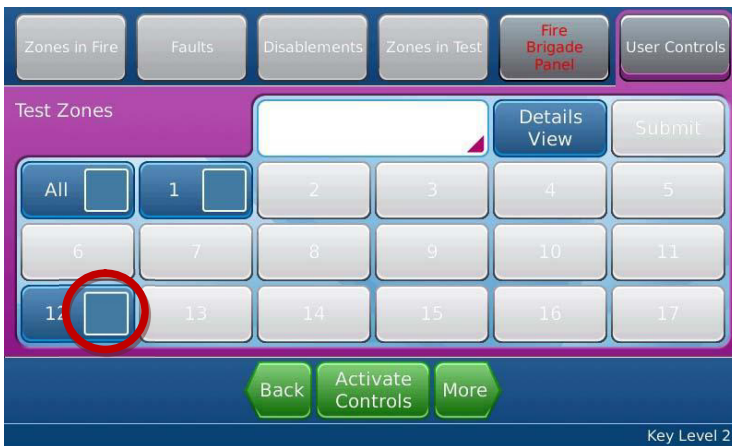 Zones in Fire
Faults
Disablements
Zones in Test
Fire
Brigade
Panel
User Controls
Test Zones
Details
View
Submit
All
1
2
3
4
5
6
7
8
9
10
11
12
13
14
15
16
17
Back
Activate
Controls
More
Key Level 2